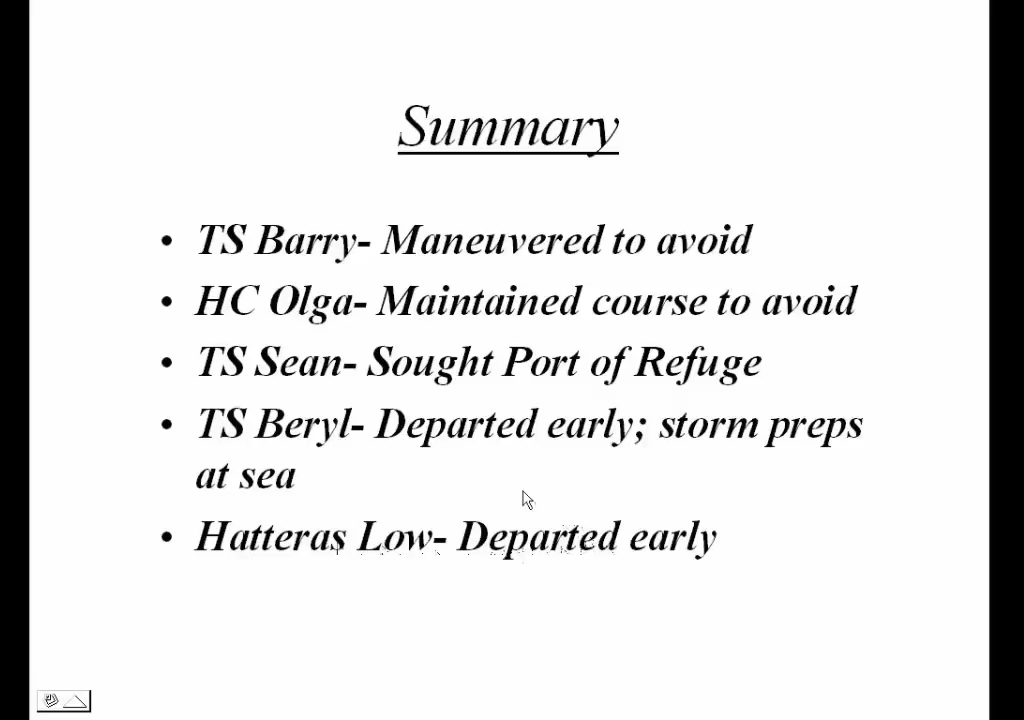 Summary
• TS Barry- Maneuvered to avoid
• HC Olga- Maintained course to avoid
• TS Sean- Sought Port of Refuge
• TS Beryl- Departed early; storm preps
at sea
• Hatteras Low- Departed early